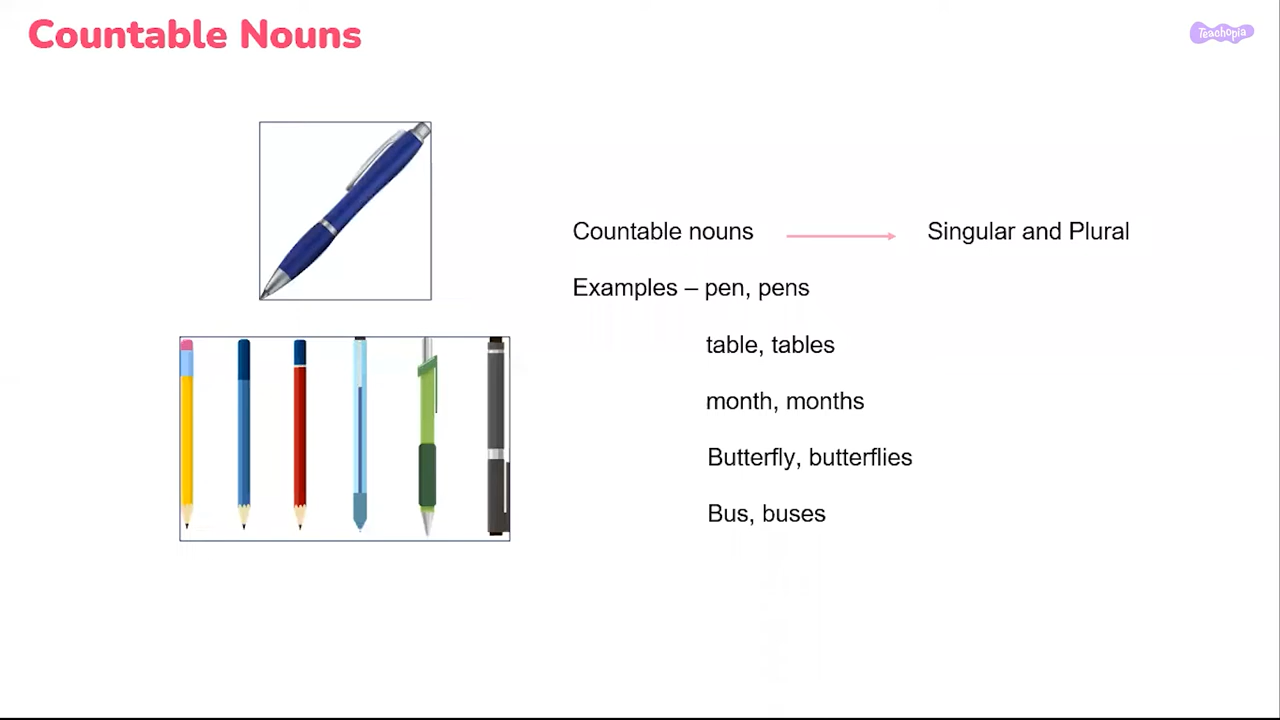 Countable Nouns
Teachopia
Countable nouns Singular and Plural
Examples – pen, pens
table, tables
month, months
Butterfly, butterflies
Bus, buses